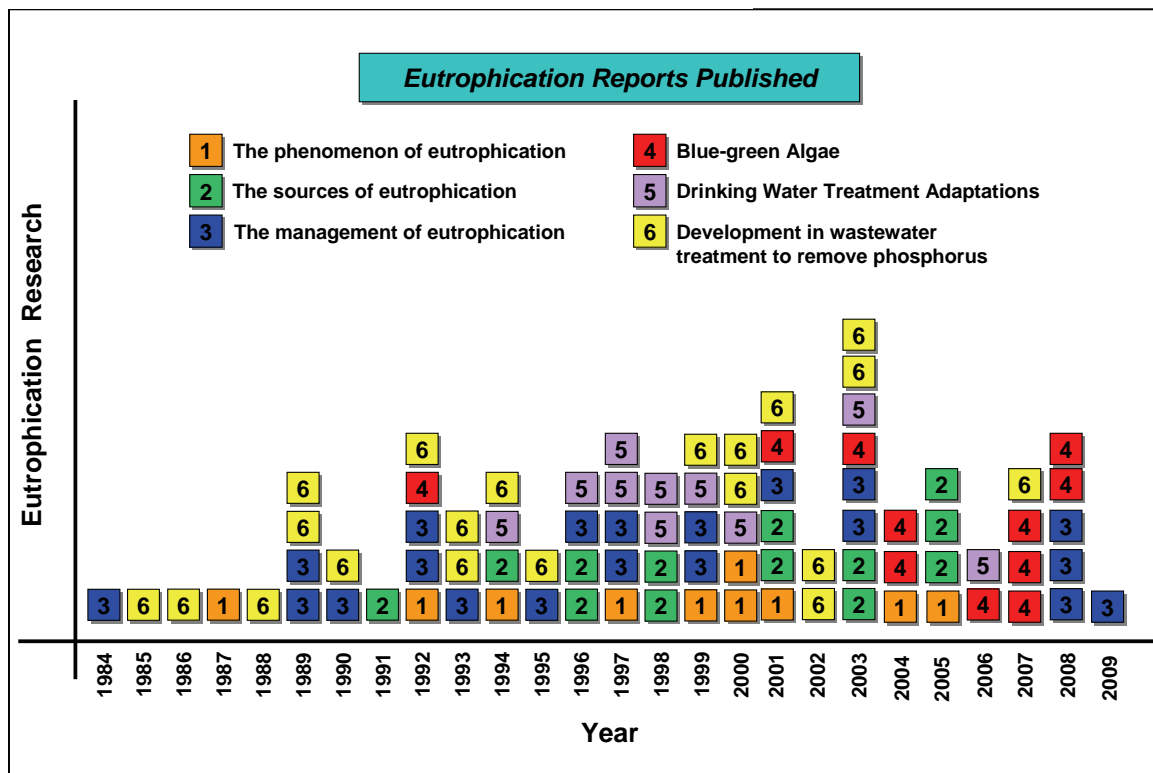 Eutrophication Reports Published
1 The phenomenon of eutrophication
2 The sources of eutrophication
3 The management of eutrophication
4 Blue-green Algae
5 Drinking Water Treatment Adaptations
6 Development in wastewater
treatment to remove phosphorus
Eutrophication Research
6
6
5
6 4 3 3 2 2
6 4 3 2 2 1
6 4 3 3 1
5 5 3 3 1
6 5 3 3 1
6 6 5 1 1
4 4 3 3 3
6 6 3 3
6 5 2 1
5 3 2 2
5 5 2 2
2 2 2 1
6 4 4 4
6 6 3
4 4 1
6 3
6 3
6 6
5 4
3 6 6 1 6 2 3
1984 1985 1986 1987 1988 1989 1990 1991 1992 1993 1994 1995 1996 1997 1998 1999 2000 2001 2002 2003 2004 2005 2006 2007 2008 2009
Year